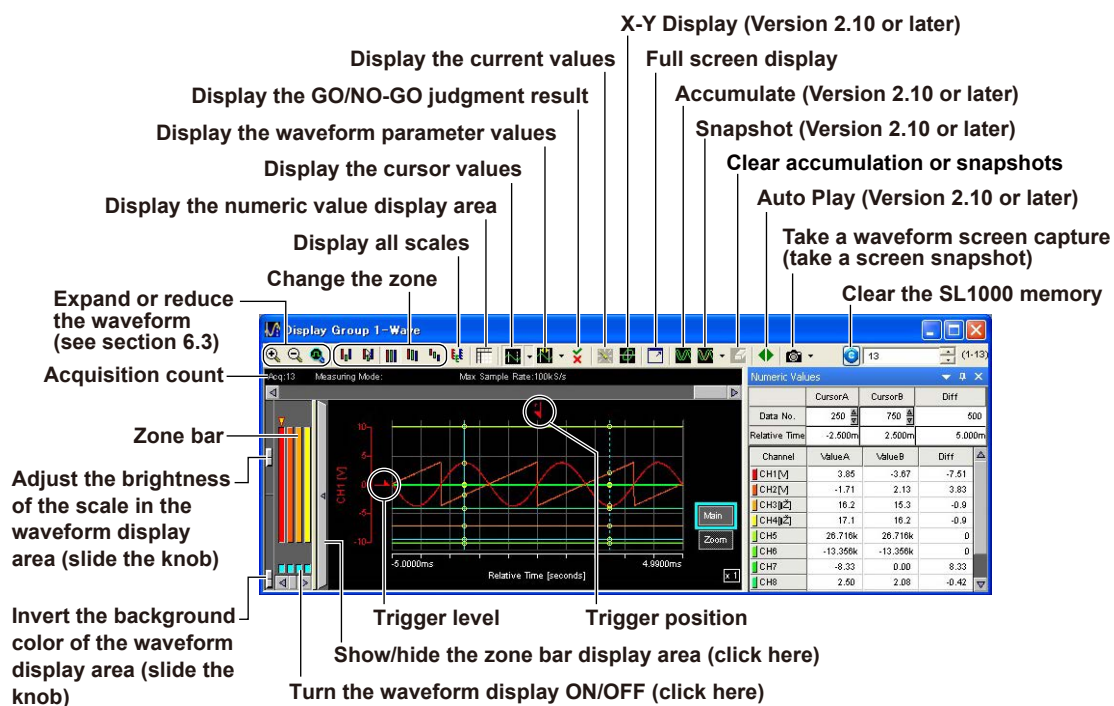 X-Y Display (Version 2.10 or later)
Display the current values
Full screen display
Display the GO/NO-GO judgment result
Accumulate (Version 2.10 or later)
Display the waveform parameter values
Snapshot (Version 2.10 or later)
Display the cursor values
Clear accumulation or snapshots
Display the numeric value display area
Auto Play (Version 2.10 or later)
Display all scales
Take a waveform screen capture
(take a screen snapshot)
Change the zone
Clear the SL1000 memory
Expand or reduce
the waveform
(see section 6.3)
Acquisition count
Zone bar
Adjust the brightness
of the scale in the
waveform display
area (slide the knob)
Invert the background
color of the waveform
display area (slide the
knob)
Display Group 1-Wave
C
13
(1-13)
Acq:13
Measuring Mode:
Max Sample Rate:100kS/s
10
5
0
-5
-10
CH1 [V]
Main
Zoom
-5.0000ms
4.9900ms
Relative Time [seconds]
x 1
Numeric Values
CursorA CursorB Diff
Data No. 250 750 500
Relative Time -2.500m 2.500m 5.000m
Channel ValueA ValueB Diff
CH1[V] 3.85 -3.67 -7.51
CH2[V] -1.71 2.13 3.83
16.2 15.3 -0.9
17.1 16.2 -0.9
CH5 26.716k 26.716k 0
CH6 -13.356k -13.356k 0
CH7 -8.33 0.00 8.33
CH8 2.50 2.08 -0.42
Trigger level
Trigger position
Show/hide the zone bar display area (click here)
Turn the waveform display ON/OFF (click here)